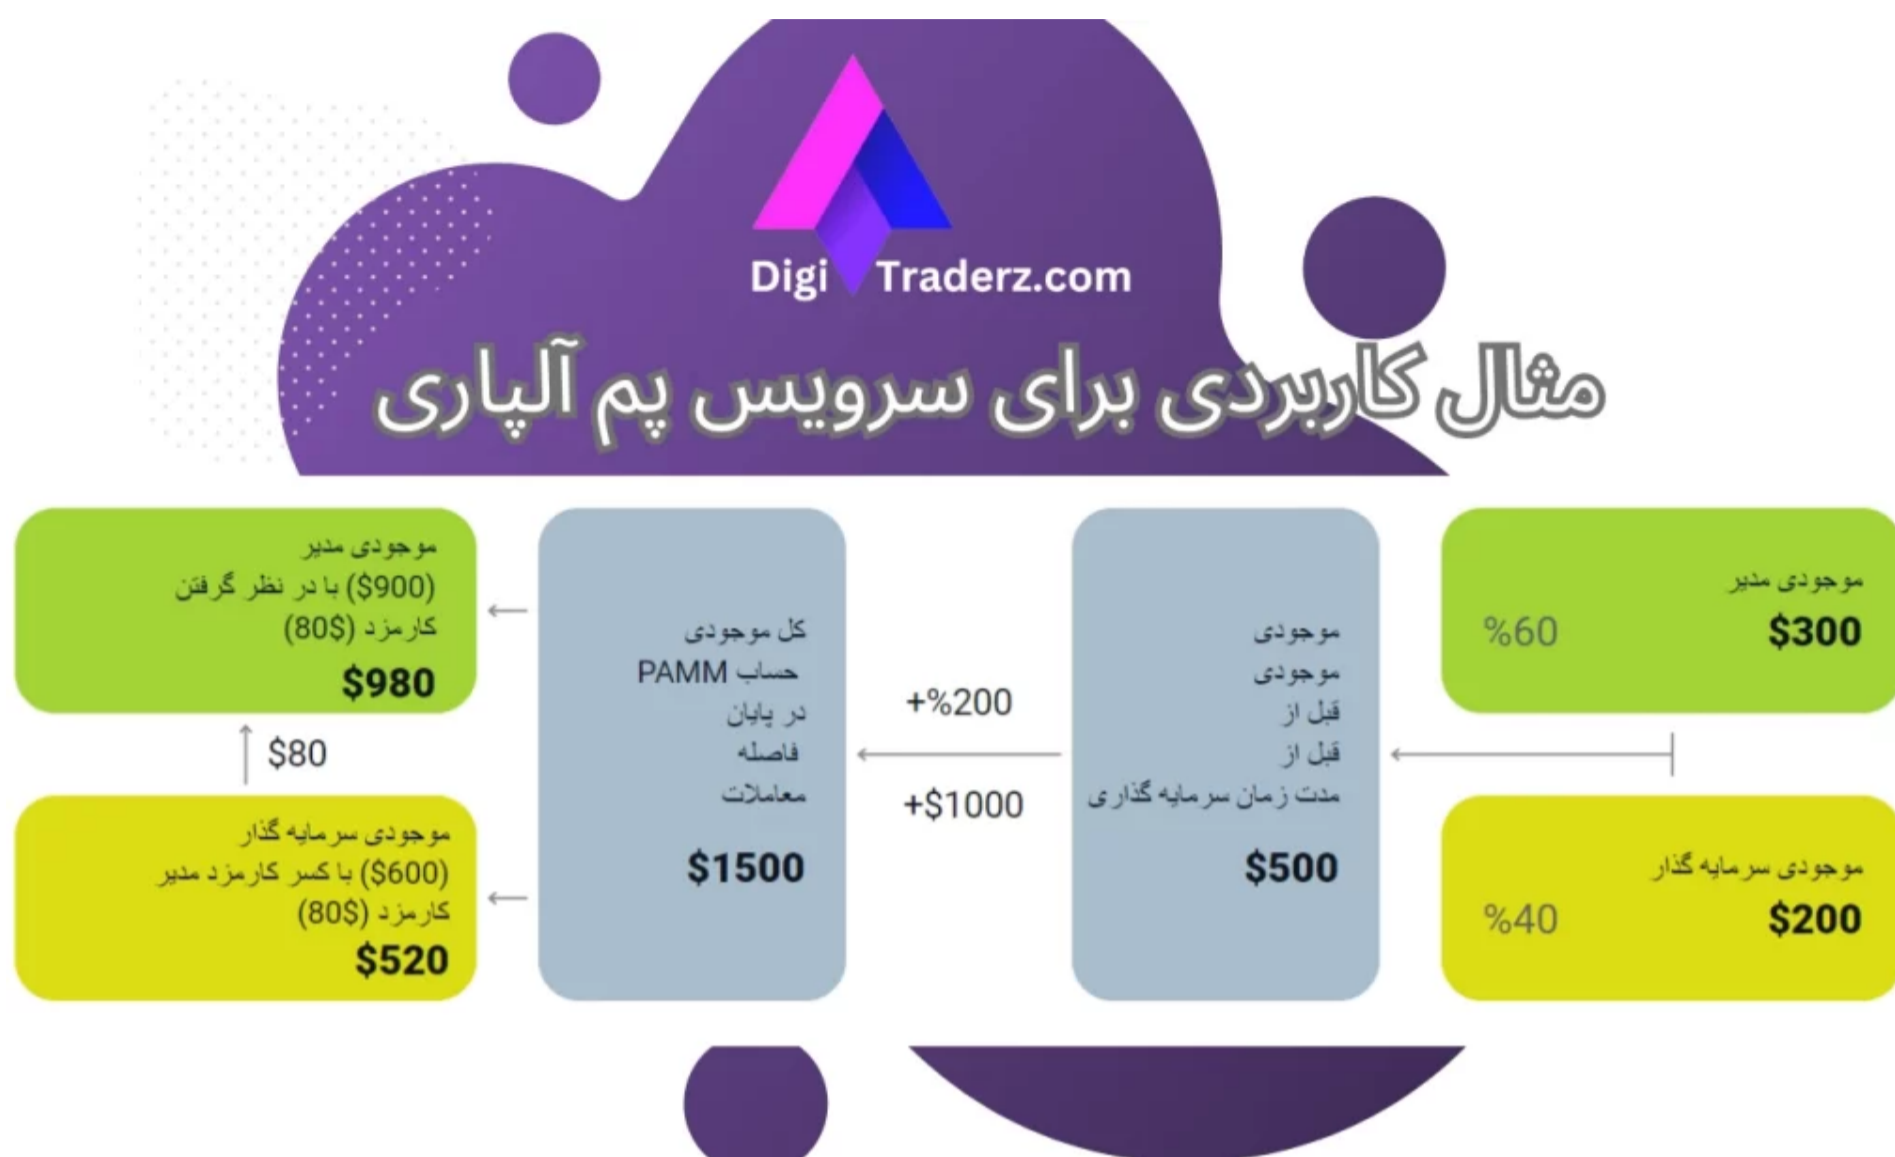 Digi Traderz.com
مثال کاربردی برای سرویس پم آلپاری
موجودی مدیر
$300
%60
موجودی سرمایه گذار
$200
%40
موجودی
موجودی
قبل از
قبل از
مدت زمان سرمایه گذاری
$500
+%200
+$1000
کل موجودی
حساب PAMM
در پایان
فاصله
معاملات
$1500
موجودی مدیر
($900) با در نظر گرفتن
کارمزد ($80)
$980
$80
موجودی سرمایه گذار
($600) با کسر کارمزد مدیر
کارمزد ($80)
$520